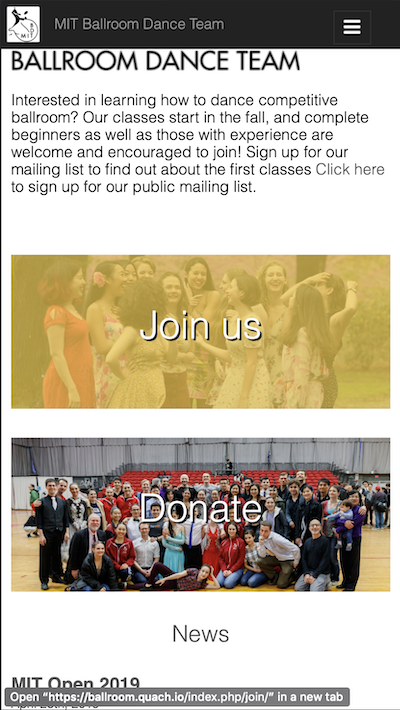 MIT Ballroom Dance Team
BALLROOM DANCE TEAM
Interested in learning how to dance competitive
ballroom? Our classes start in the fall, and complete
beginners as well as those with experience are
welcome and encouraged to join! Sign up for our
mailing list to find out about the first classes Click here
to sign up for our public mailing list.
Join us
Donate
News
MIT Open 2019
Open “https://ballroom.quach.io/index.php/join/” in a new tab